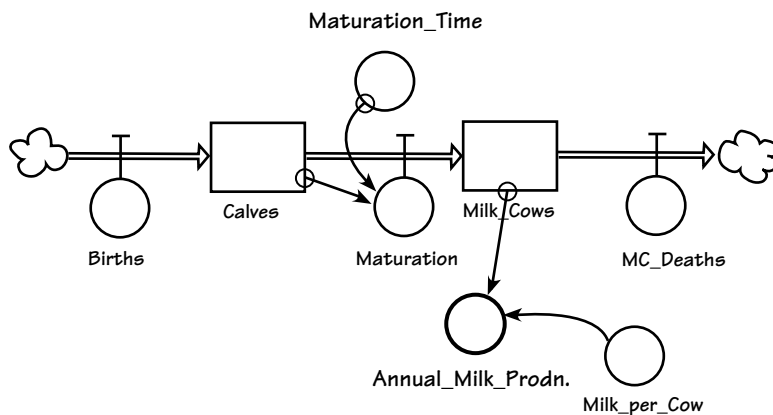 Maturation_Time
Calves
Milk_Cows
Births
Maturation
MC_Deaths
Annual_Milk_Prodn.
Milk_per_Cow